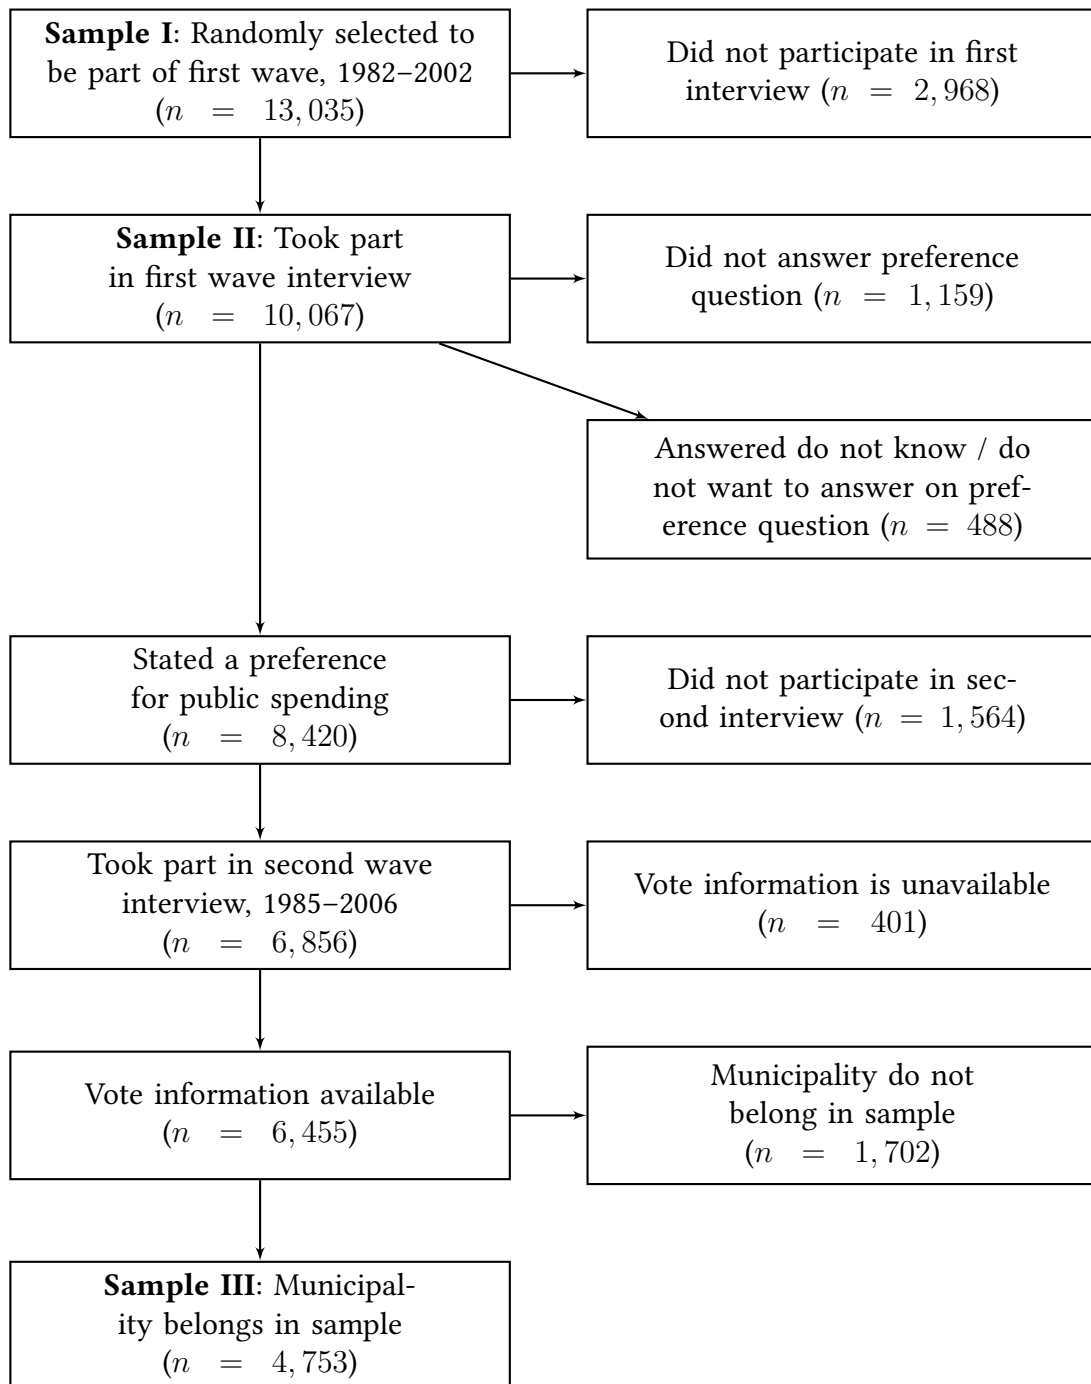 Sample I: Randomly selected to
be part of first wave, 1982–2002
(n = 13,035)
Did not participate in first
interview (n = 2,968)
Sample II: Took part
in first wave interview
(n = 10,067)
Did not answer preference
question (n = 1,159)
Answered do not know / do
not want to answer on pref-
erence question (n = 488)
Stated a preference
for public spending
(n = 8,420)
Did not participate in sec-
ond interview (n = 1,564)
Took part in second wave
interview, 1985–2006
(n = 6,856)
Vote information is unavailable
(n = 401)
Vote information available
(n = 6,455)
Municipality do not
belong in sample
(n = 1,702)
Sample III: Municipal-
ity belongs in sample
(n = 4,753)